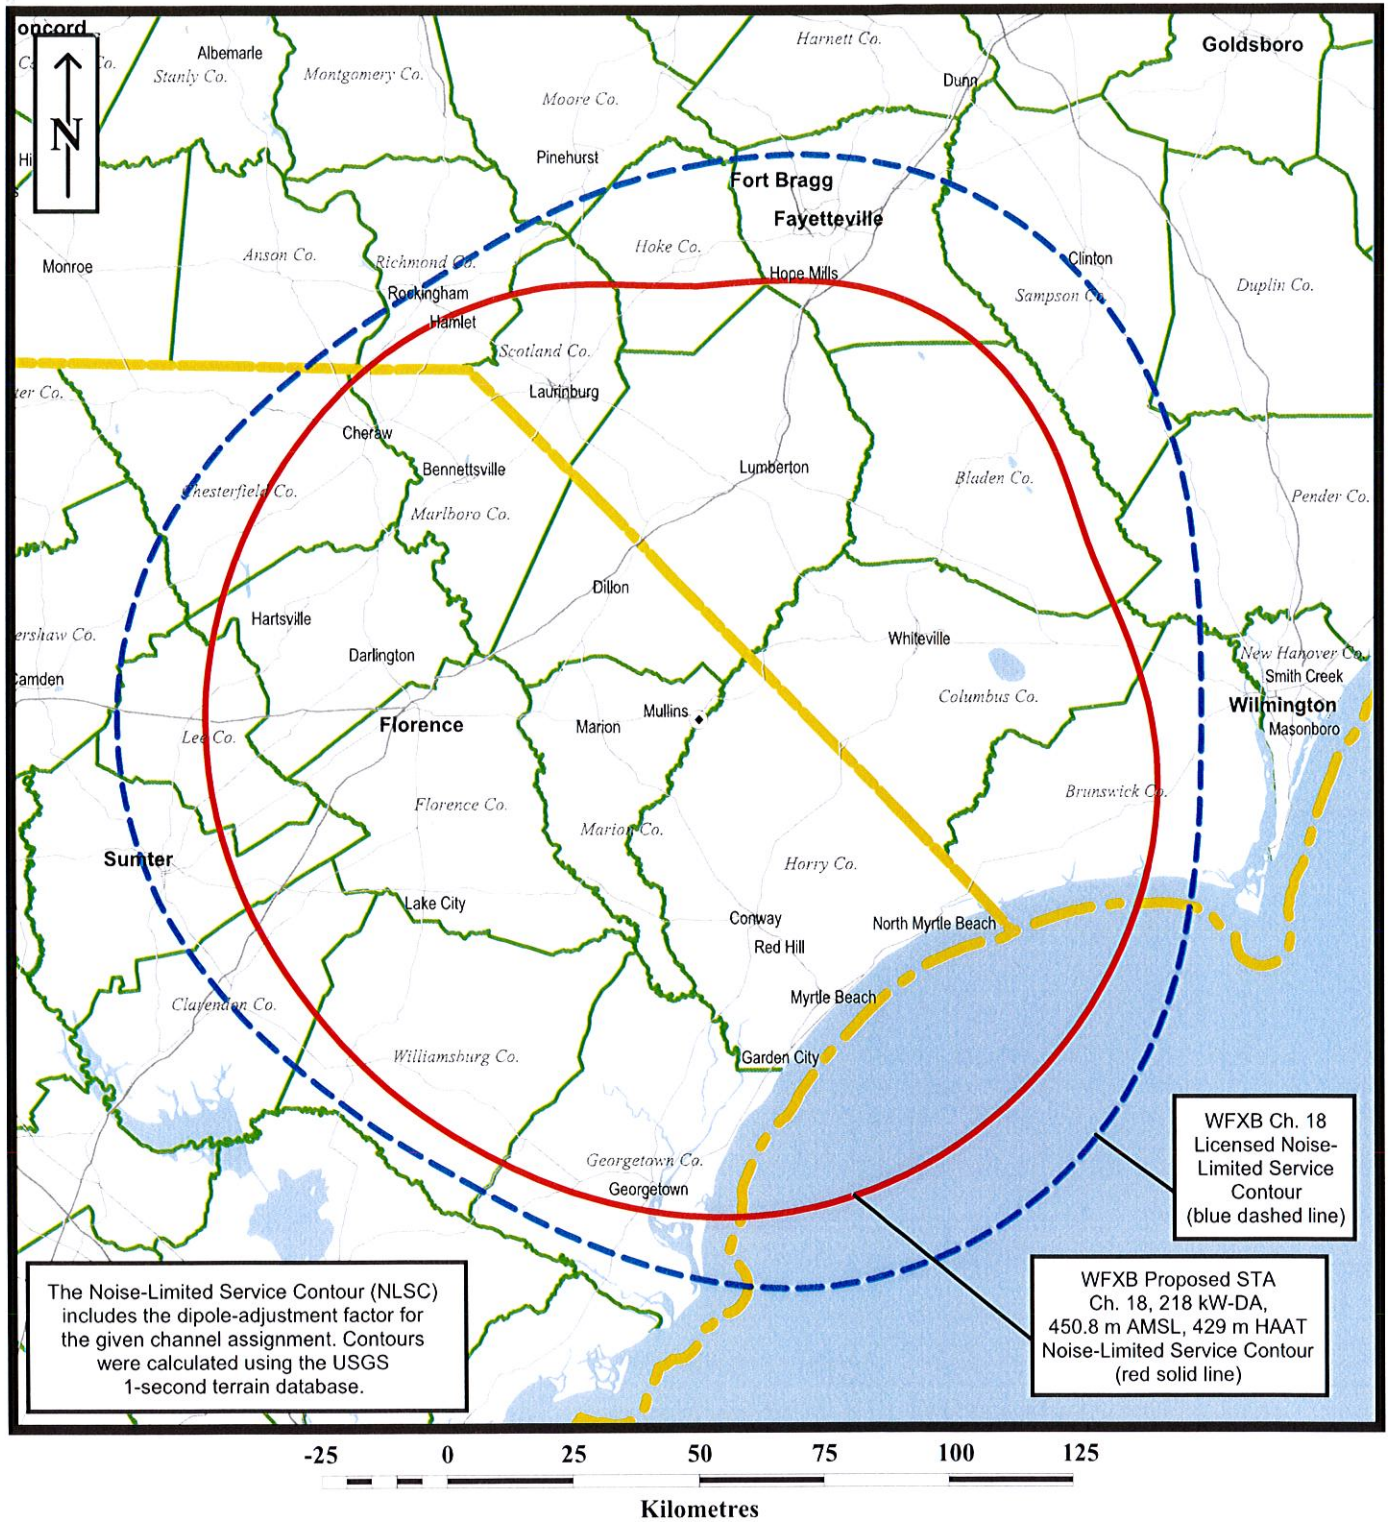 oncord
Albemarle
Stanly Co.
Montgomery Co.
Harnett Co.
Goldsboro
Dunn
Moore Co.
N
Pinehurst
Fort Bragg
Fayetteville
Anson Co.
Richmond Co.
Hoke Co.
Monroe
Clinton
Hope Mills
Rockingham
Sampson Co.
Duplin Co.
Hamlet
Scotland Co.
Laurinburg
ter Co.
Cheraw
Bennettsville
Lumberton
Bladen Co.
Chesterfield Co.
Pender Co.
Marlboro Co.
Dillon
Hartsville
ershaw Co.
Whiteville
Darlington
New Hanover Co.
Smith Creek
Camden
Columbus Co.
Wilmington
Mullins
Florence
Marion
Masonboro
Lee Co.
Brunswick Co.
Florence Co.
Marion Co.
Sumter
Horry Co.
Lake City
Conway
North Myrtle Beach
Red Hill
Myrtle Beach
Clarendon Co.
Williamsburg Co.
Garden City
Georgetown Co.
Georgetown
WFXB Ch. 18
Licensed Noise-
Limited Service
Contour
(blue dashed line)
WFXB Proposed STA
Ch. 18, 218 kW-DA,
450.8 m AMSL, 429 m HAAT
Noise-Limited Service Contour
(red solid line)
The Noise-Limited Service Contour (NLSC)
includes the dipole-adjustment factor for
the given channel assignment. Contours
were calculated using the USGS
1-second terrain database.
-25 0 25 50 75 100 125
Kilometres